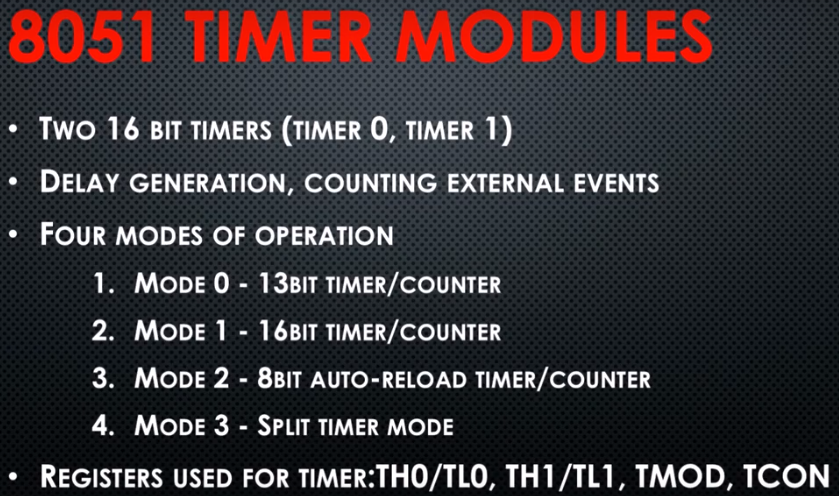 8051 TIMER MODULES
• TWO 16 BIT TIMERS (TIMER 0, TIMER 1)
• DELAY GENERATION, COUNTING EXTERNAL EVENTS
• FOUR MODES OF OPERATION
1. MODE 0 - 13BIT TIMER/COUNTER
2. MODE 1 - 16BIT TIMER/COUNTER
3. MODE 2 - 8BIT AUTO-RELOAD TIMER/COUNTER
4. MODE 3 - SPLIT TIMER MODE
• REGISTERS USED FOR TIMER:TH0/TL0, TH1/TL1, TMOD, TCON